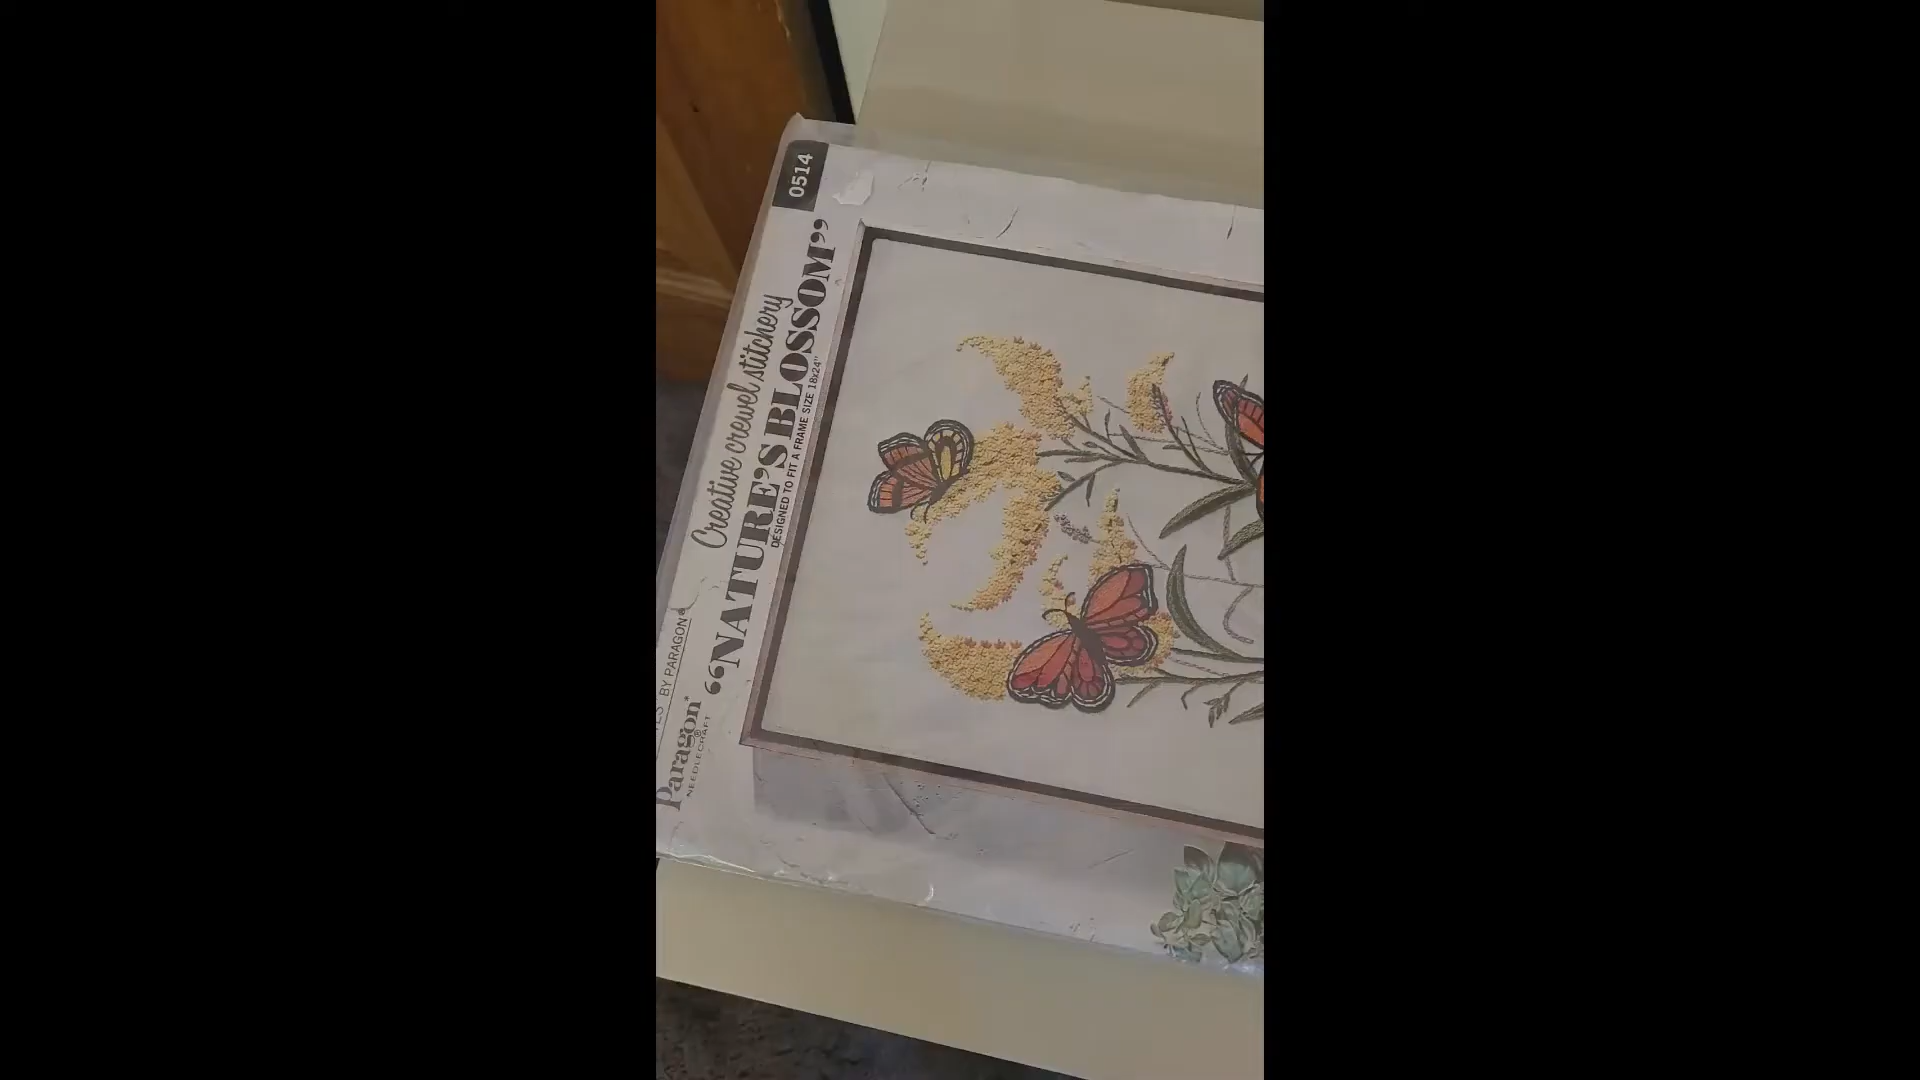 0514
Creative crewel stitchery
“NATURE’S BLOSSOM”
DESIGNED TO FIT A FRAME SIZE 18x24"
BY PARAGON
Paragon®
NEEDLECRAFT